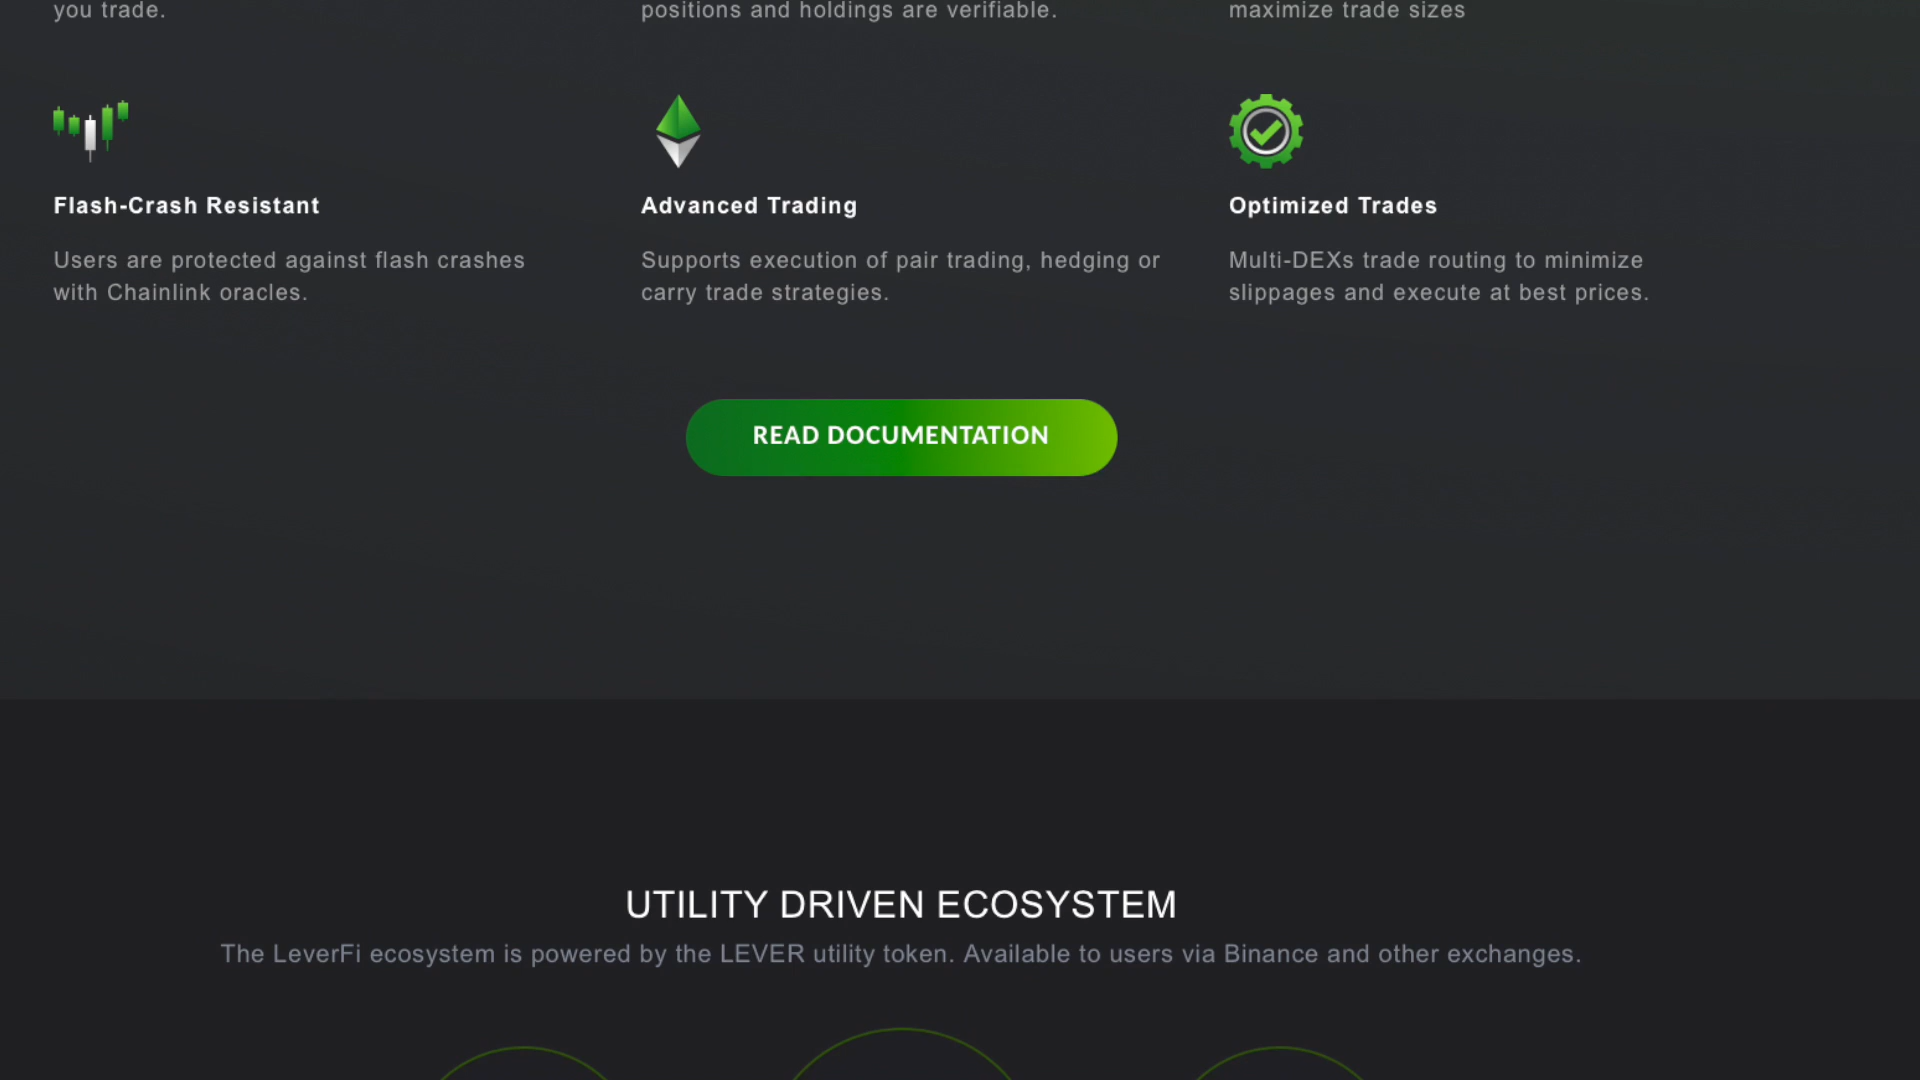 you trade.
positions and holdings are verifiable.
maximize trade sizes
Flash-Crash Resistant
Users are protected against flash crashes
with Chainlink oracles.
Advanced Trading
Supports execution of pair trading, hedging or
carry trade strategies.
Optimized Trades
Multi-DEXs trade routing to minimize
slippages and execute at best prices.
READ DOCUMENTATION
UTILITY DRIVEN ECOSYSTEM
The LeverFi ecosystem is powered by the LEVER utility token. Available to users via Binance and other exchanges.